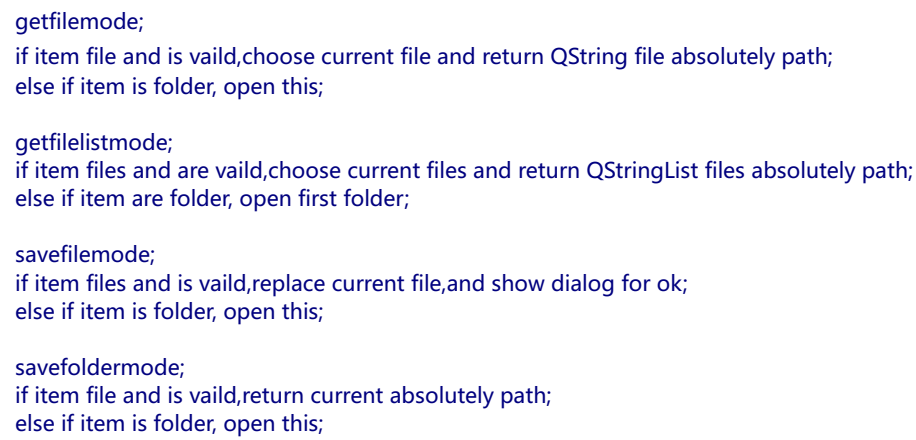 getfilemode;
if item file and is vaild,choose current file and return QString file absolutely path;
else if item is folder, open this;
getfilelistmode;
if item files and are vaild,choose current files and return QStringList files absolutely path;
else if item are folder, open first folder;
savefilemode;
if item files and is vaild,replace current file,and show dialog for ok;
else if item is folder, open this;
savefoldermode;
if item file and is vaild,return current absolutely path;
else if item is folder, open this;